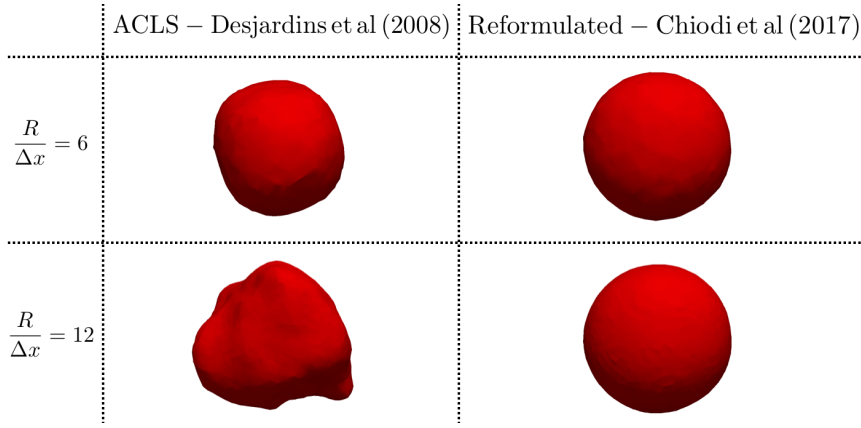 ACLS – Desjardins et al (2008)
Reformulated – Chiodi et al (2017)
R/Δx = 6
R/Δx = 12